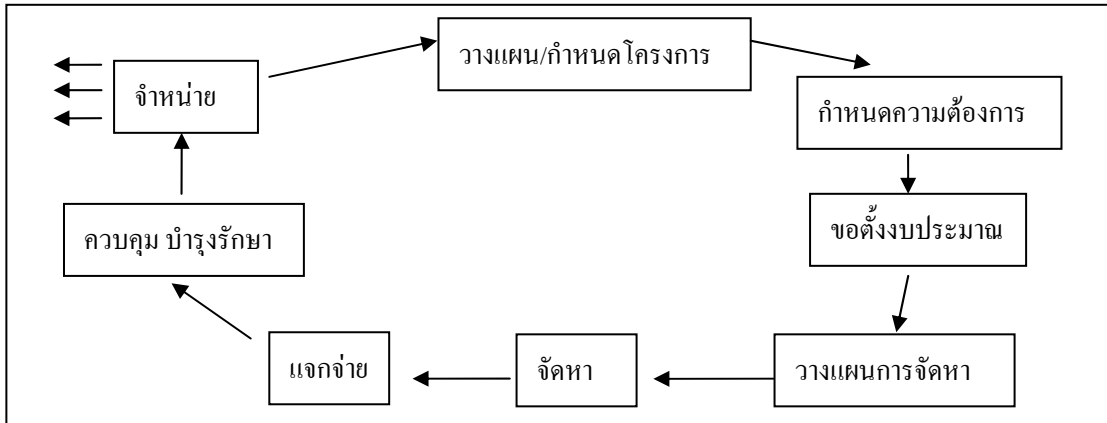 วางแผน/กำหนดโครงการ
กำหนดความต้องการ
ขอตั้งงบประมาณ
วางแผนการจัดหา
จัดหา
แจกจ่าย
ควบคุม บำรุงรักษา
จำหน่าย